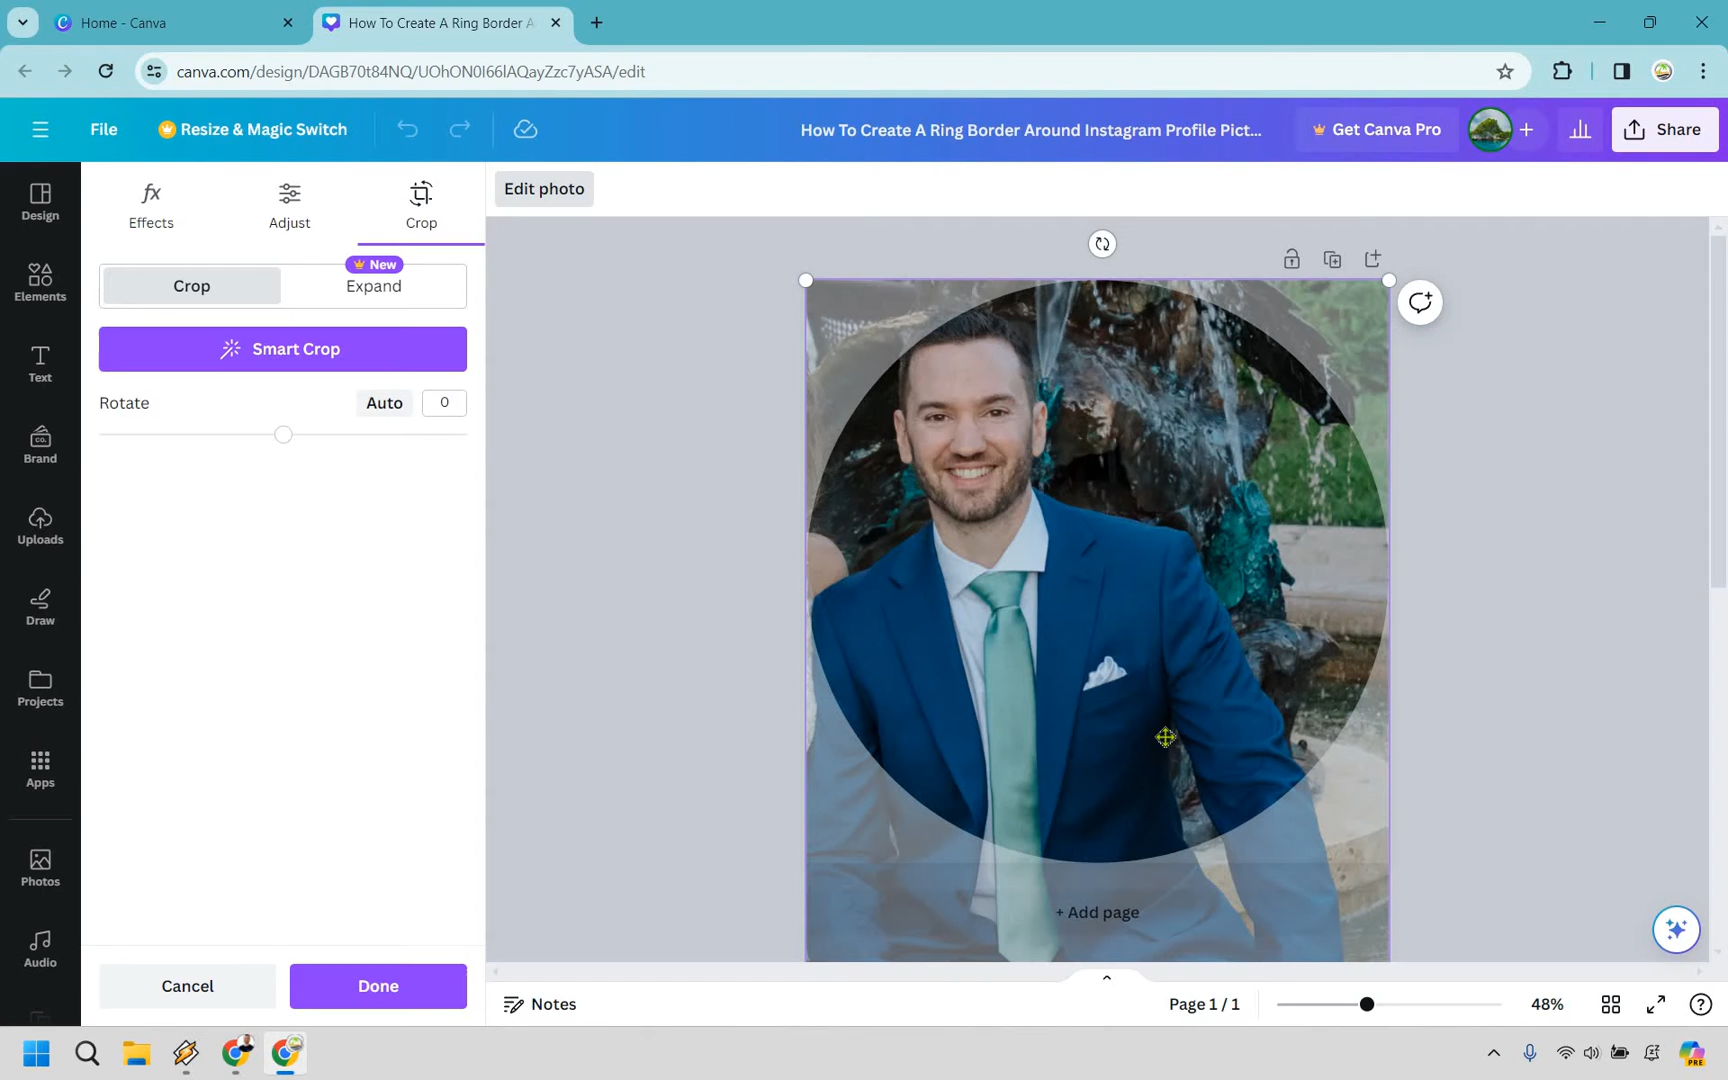 Home - Canva
How To Create A Ring Border A
canva.com/design/DAGB70t84NQ/UOhON0I66lAQayZzc7yASA/edit
File
Resize & Magic Switch
How To Create A Ring Border Around Instagram Profile Pict...
Get Canva Pro
Share
Design
Elements
Text
Brand
Uploads
Draw
Projects
Apps
Photos
Audio
Effects
Adjust
Crop
New
Crop
Expand
Smart Crop
Rotate
Auto
0
Cancel
Done
Edit photo
+ Add page
Notes
Page 1 / 1
48%
CO.
PRE